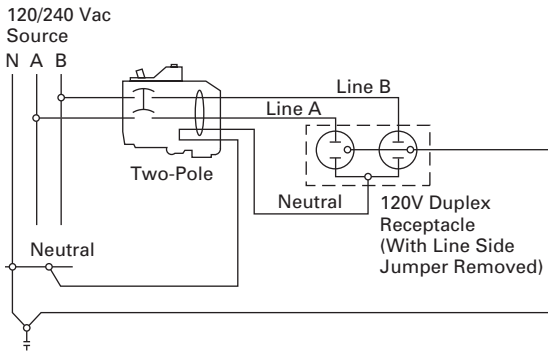 120/240 Vac
Source
N A B
Line B
Line A
Two-Pole
Neutral
120V Duplex
Receptacle
(With Line Side
Jumper Removed)
Neutral